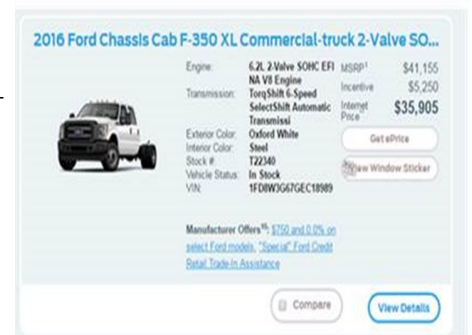 2016 Ford Chassis Cab F-350 XL Commercial-truck 2-Valve SO...
Engine: 6.2L 2-Valve SOHC EFI
NA V8 Engine
Transmission: TorqShift 6-Speed
SelectShift Automatic
Transmissi
Exterior Color: Oxford White
Interior Color: Steel
Stock #: T22340
Vehicle Status: In Stock
VIN: 1FD8W3G67GEC18989
MSRP¹ $41,155
Incentive $5,250
Internet
Price $35,905
Get ePrice
View Window Sticker
Manufacturer Offers¹⁵: $750 and 0.0% on
select Ford models, "Special" Ford Credit
Retail Trade-In Assistance
Compare
View Details